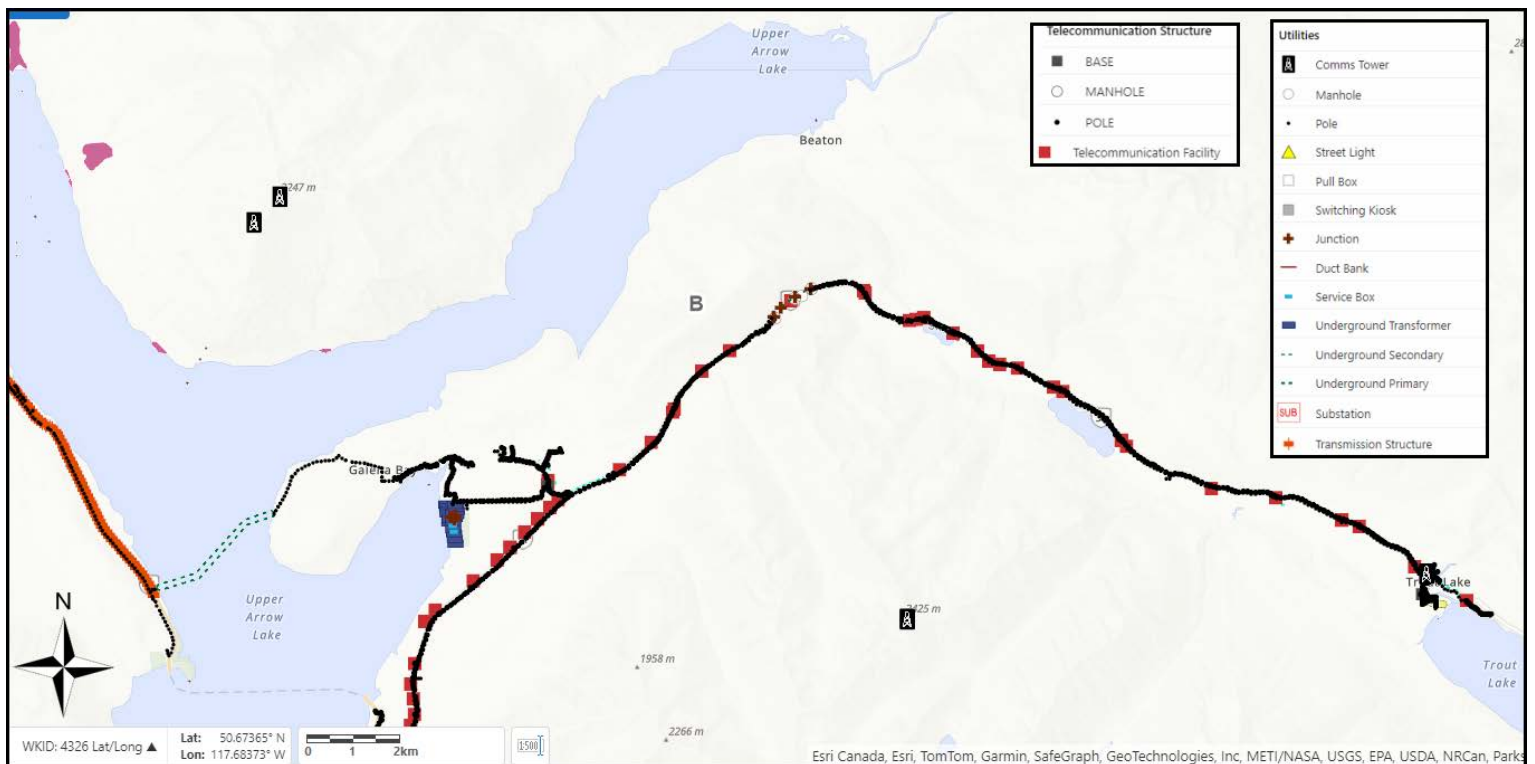 Upper
Arrow
Lake
Beaton
2247 m
B
Galena Bay
Upper
Arrow
Lake
N
1958 m
2425 m
2266 m
Trout Lake
Trout
Lake
Telecommunication Structure
BASE
MANHOLE
POLE
Telecommunication Facility
Utilities
Comms Tower
Manhole
Pole
Street Light
Pull Box
Switching Kiosk
Junction
Duct Bank
Service Box
Underground Transformer
Underground Secondary
Underground Primary
SUB Substation
Transmission Structure
WKID: 4326 Lat/Long ▲
Lat: 50.67365° N
Lon: 117.68373° W
0 1 2km
Esri Canada, Esri, TomTom, Garmin, SafeGraph, GeoTechnologies, Inc, METI/NASA, USGS, EPA, USDA, NRCan, Parks